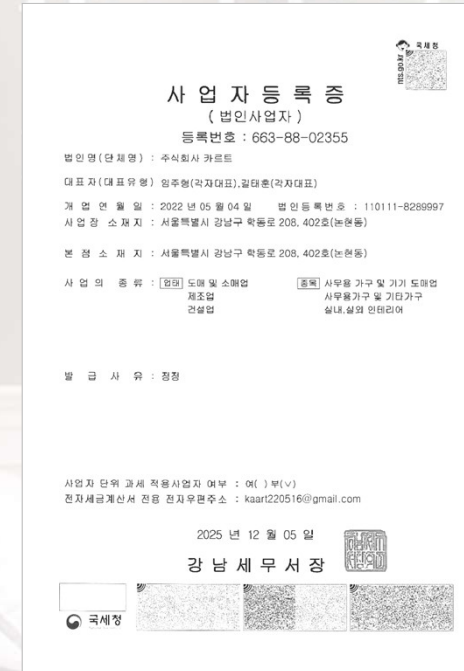 국세청
nts.go.kr
사업자등록증
( 법인사업자 )
등록번호 : 663-88-02355
법인명(단체명) : 주식회사 카르트
대표자(대표유형) 임주형(각자대표),길태훈(각자대표)
개업연월일 : 2022 년 05 월 04 일 법인등록번호 : 110111-8289997
사업장 소재지 : 서울특별시 강남구 학동로 208, 402호(논현동)
본점소재지 : 서울특별시 강남구 학동로 208, 402호(논현동)
사업의 종류 : 업태 도매 및 소매업 종목 사무용 가구 및 기기 도매업
제조업 사무용가구 및 기타가구
건설업 실내,실외 인테리어
발급사유 : 정정
사업자 단위 과세 적용사업자 여부 : 여( ) 부(∨)
전자세금계산서 전용 전자우편주소 : kaart220516@gmail.com
2025 년 12 월 05 일
강남세무서장
국세청